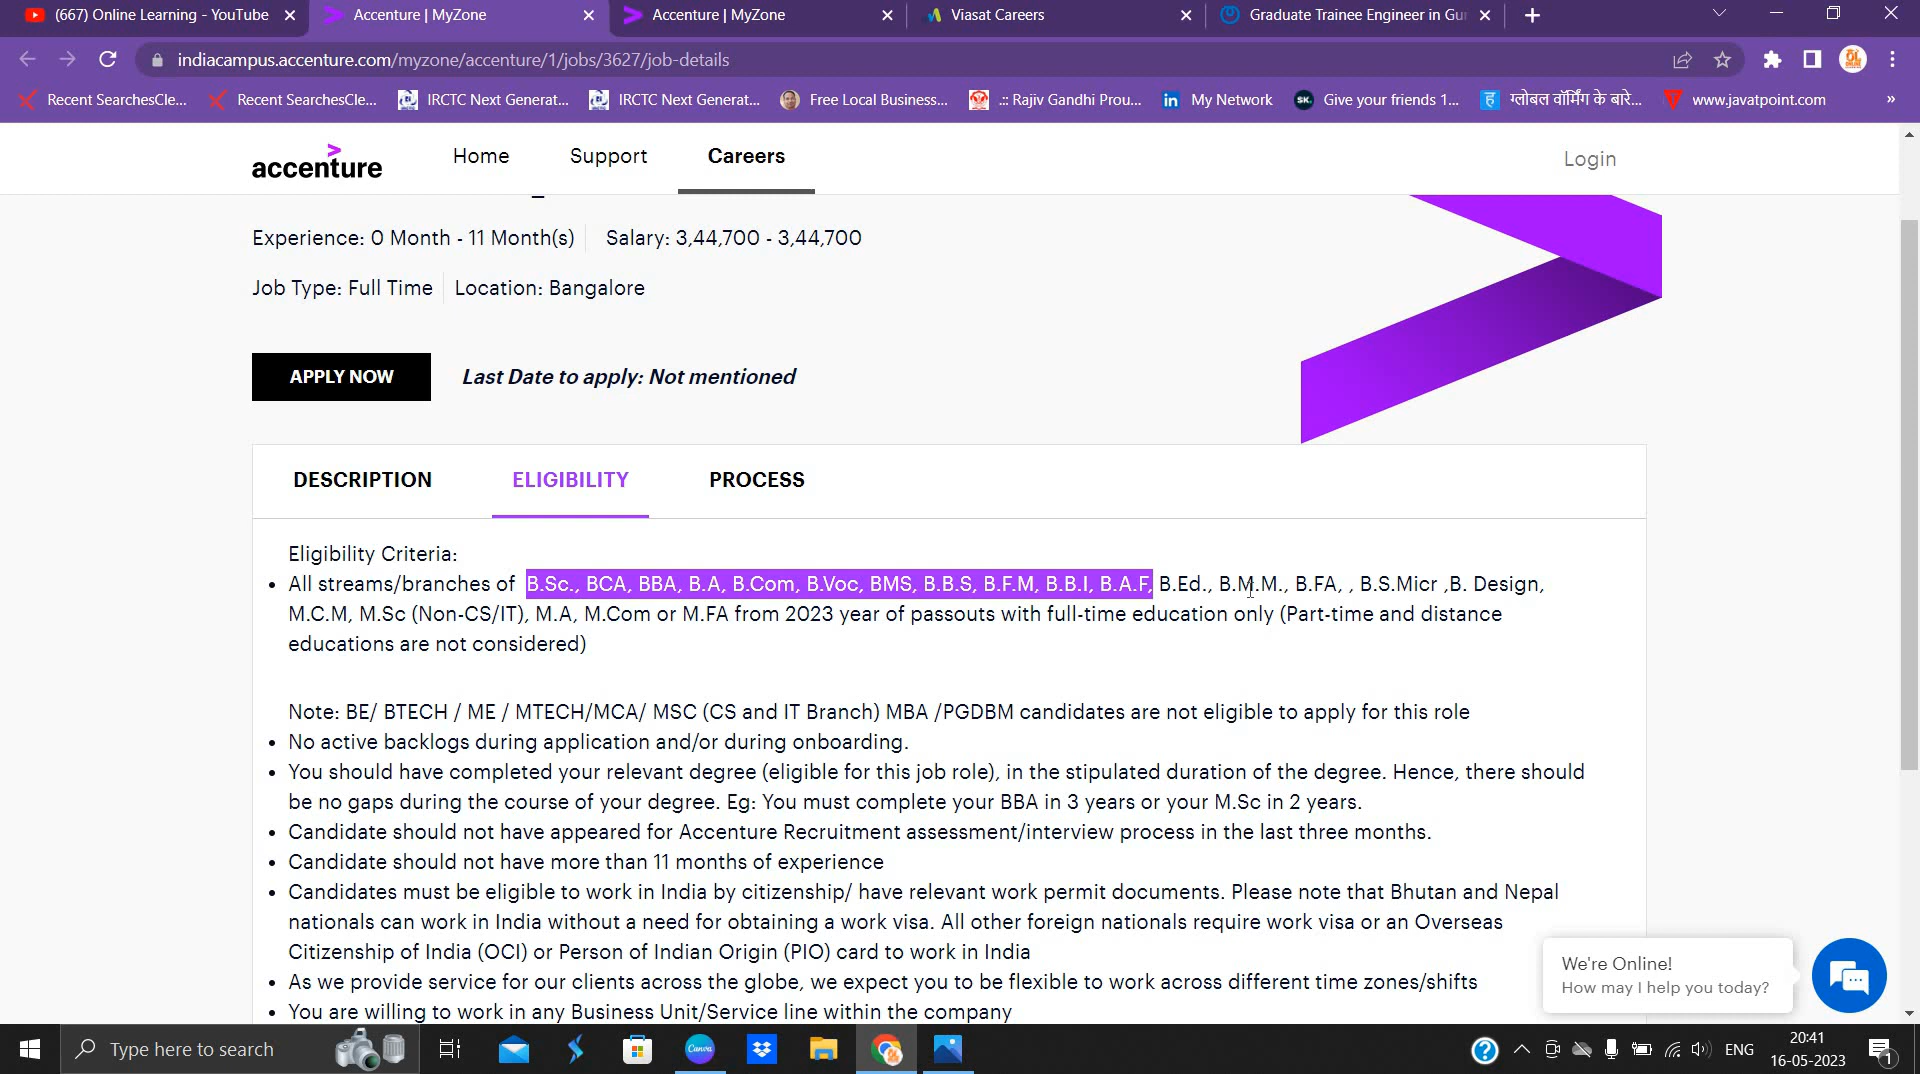 (667) Online Learning - YouTube
Accenture | MyZone
Accenture | MyZone
Viasat Careers
Graduate Trainee Engineer in Gu
indiacampus.accenture.com/myzone/accenture/1/jobs/3627/job-details
Recent SearchesCle...
Recent SearchesCle...
IRCTC Next Generat...
IRCTC Next Generat...
Free Local Business...
.:: Rajiv Gandhi Prou...
My Network
SK.
Give your friends 1...
ह
ग्लोबल वॉर्मिंग के बारे...
www.javatpoint.com
»
accenture
Home
Support
Careers
Login
Experience: 0 Month - 11 Month(s)
Salary: 3,44,700 - 3,44,700
Job Type: Full Time
Location: Bangalore
APPLY NOW
Last Date to apply: Not mentioned
DESCRIPTION
ELIGIBILITY
PROCESS
Eligibility Criteria:
• All streams/branches of B.Sc., BCA, BBA, B.A, B.Com, B.Voc, BMS, B.B.S, B.F.M, B.B.I, B.A.F, B.Ed., B.M.M., B.FA, , B.S.Micr ,B. Design,
M.C.M, M.Sc (Non-CS/IT), M.A, M.Com or M.FA from 2023 year of passouts with full-time education only (Part-time and distance
educations are not considered)
Note: BE/ BTECH / ME / MTECH/MCA/ MSC (CS and IT Branch) MBA /PGDBM candidates are not eligible to apply for this role
• No active backlogs during application and/or during onboarding.
• You should have completed your relevant degree (eligible for this job role), in the stipulated duration of the degree. Hence, there should
be no gaps during the course of your degree. Eg: You must complete your BBA in 3 years or your M.Sc in 2 years.
• Candidate should not have appeared for Accenture Recruitment assessment/interview process in the last three months.
• Candidate should not have more than 11 months of experience
• Candidates must be eligible to work in India by citizenship/ have relevant work permit documents. Please note that Bhutan and Nepal
nationals can work in India without a need for obtaining a work visa. All other foreign nationals require work visa or an Overseas
Citizenship of India (OCI) or Person of Indian Origin (PIO) card to work in India
• As we provide service for our clients across the globe, we expect you to be flexible to work across different time zones/shifts
• You are willing to work in any Business Unit/Service line within the company
We're Online!
How may I help you today?
Type here to search
Canva
ENG
20:41
16-05-2023
1